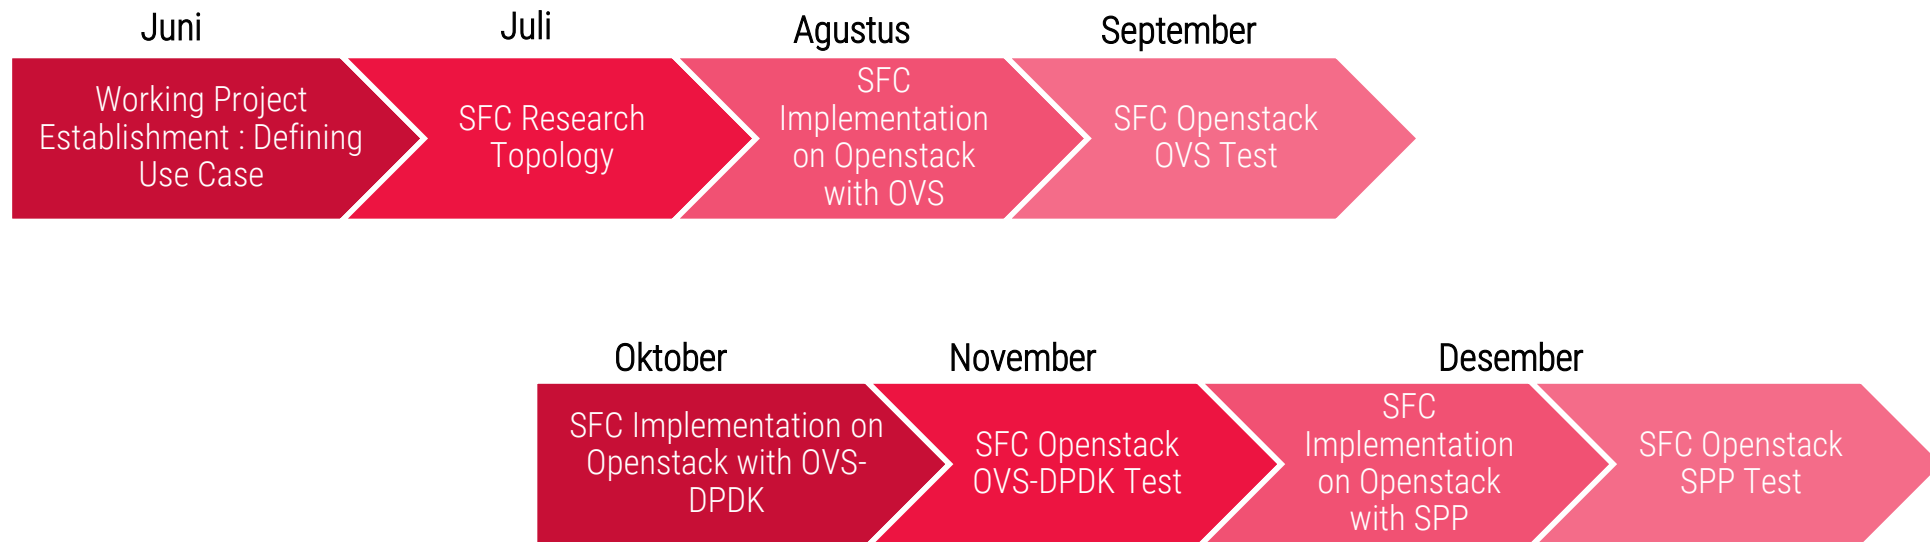 Juni
Juli
Agustus
September
Working Project
Establishment : Defining
Use Case
SFC Research
Topology
SFC
Implementation
on Openstack
with OVS
SFC Openstack
OVS Test
Oktober
November
Desember
SFC Implementation on
Openstack with OVS-
DPDK
SFC Openstack
OVS-DPDK Test
SFC
Implementation
on Openstack
with SPP
SFC Openstack
SPP Test